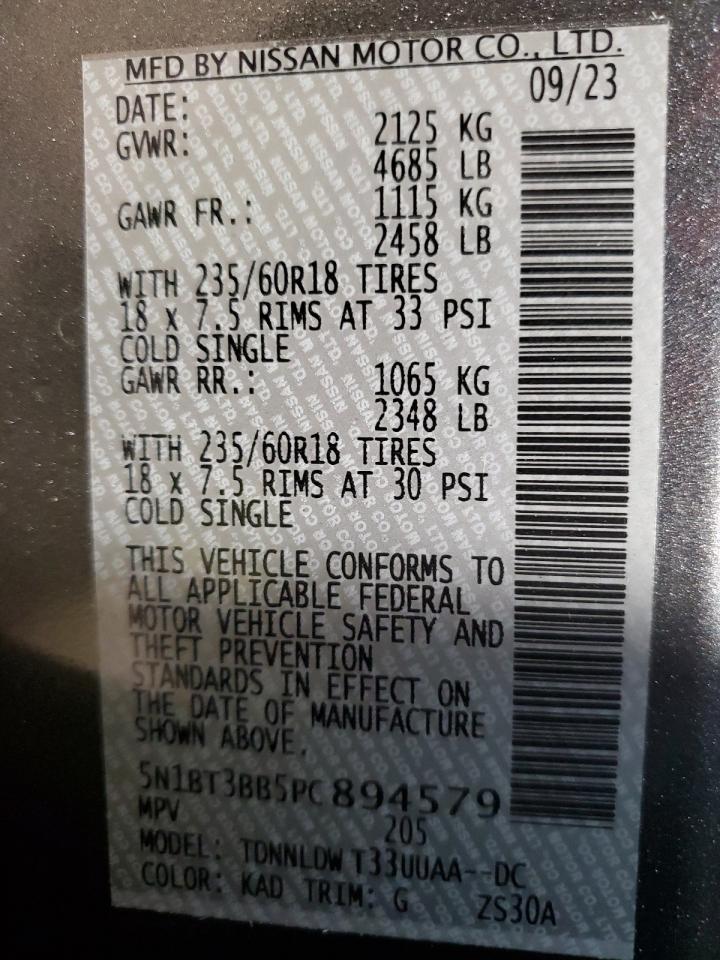 MFD BY NISSAN MOTOR CO., LTD.
DATE: 09/23
GVWR: 2125 KG
4685 LB
GAWR FR.: 1115 KG
2458 LB
WITH 235/60R18 TIRES
18 x 7.5 RIMS AT 33 PSI
COLD SINGLE
GAWR RR.: 1065 KG
2348 LB
WITH 235/60R18 TIRES
18 x 7.5 RIMS AT 30 PSI
COLD SINGLE
THIS VEHICLE CONFORMS TO
ALL APPLICABLE FEDERAL
MOTOR VEHICLE SAFETY AND
THEFT PREVENTION
STANDARDS IN EFFECT ON
THE DATE OF MANUFACTURE
SHOWN ABOVE.
5N1BT3BB5PC894579
MPV 205
MODEL: TDNNLDW T33UUAA--DC
COLOR: KAD TRIM: G ZS30A